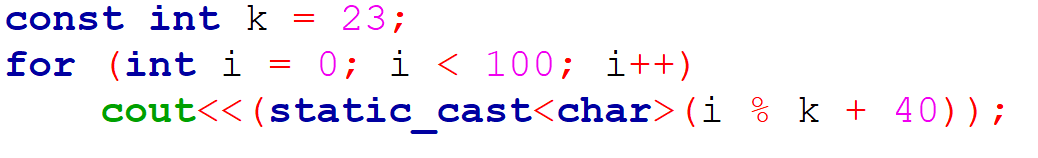 const int k = 23;
for (int i = 0; i < 100; i++)
    cout<<(static_cast<char>(i % k + 40));